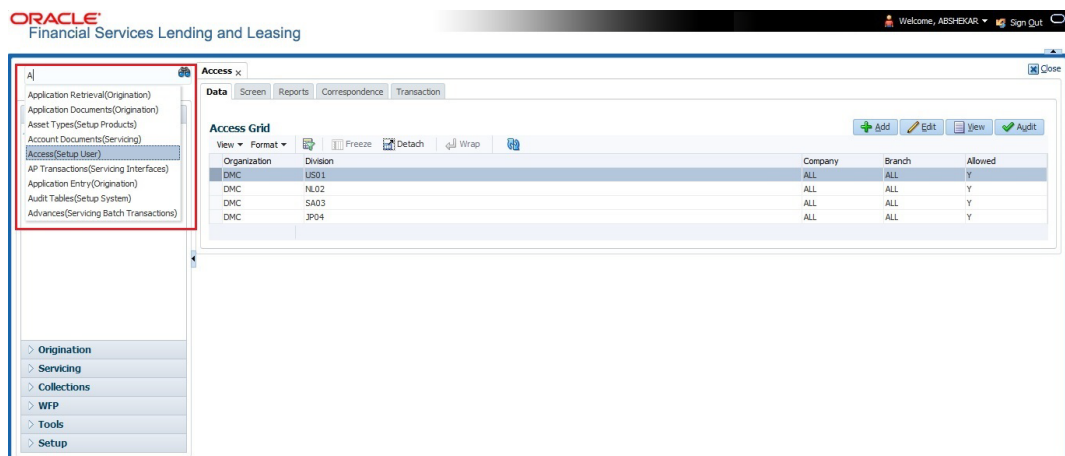 ORACLE'
Financial Services Lending and Leasing
Welcome, ABSHEKAR Sign Out
A
Application Retrieval(Origination)
Application Documents(Origination)
Asset Types(Setup Products)
Account Documents(Servicing)
Access(Setup User)
AP Transactions(Servicing Interfaces)
Application Entry(Origination)
Audit Tables(Setup System)
Advances(Servicing Batch Transactions)
Origination
Servicing
Collections
WFP
Tools
Setup
Access Close
Data Screen Reports Correspondence Transaction
Access Grid Add Edit View Audit
View Format Freeze Detach Wrap
Organization Division Company Branch Allowed
DMC US01 ALL ALL Y
DMC NL02 ALL ALL Y
DMC SA03 ALL ALL Y
DMC JP04 ALL ALL Y